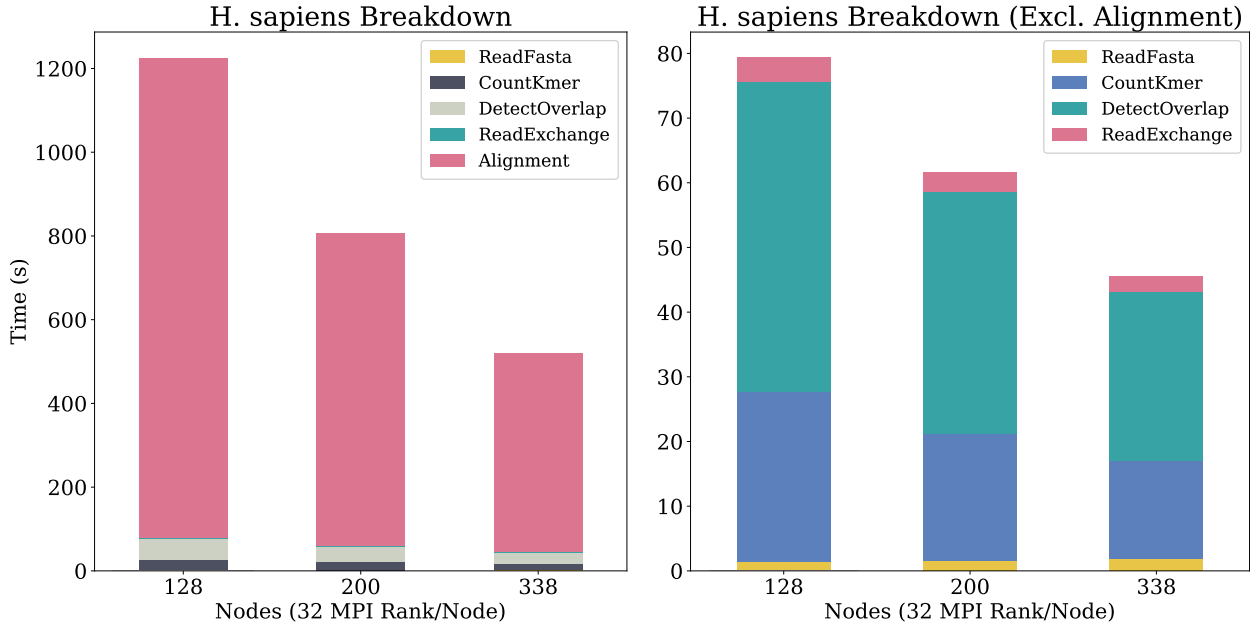 H. sapiens Breakdown
Time (s)
1200
1000
800
600
400
200
0
ReadFasta
CountKmer
DetectOverlap
ReadExchange
Alignment
128
200
338
Nodes (32 MPI Rank/Node)
H. sapiens Breakdown (Excl. Alignment)
80
70
60
50
40
30
20
10
0
ReadFasta
CountKmer
DetectOverlap
ReadExchange
128
200
338
Nodes (32 MPI Rank/Node)